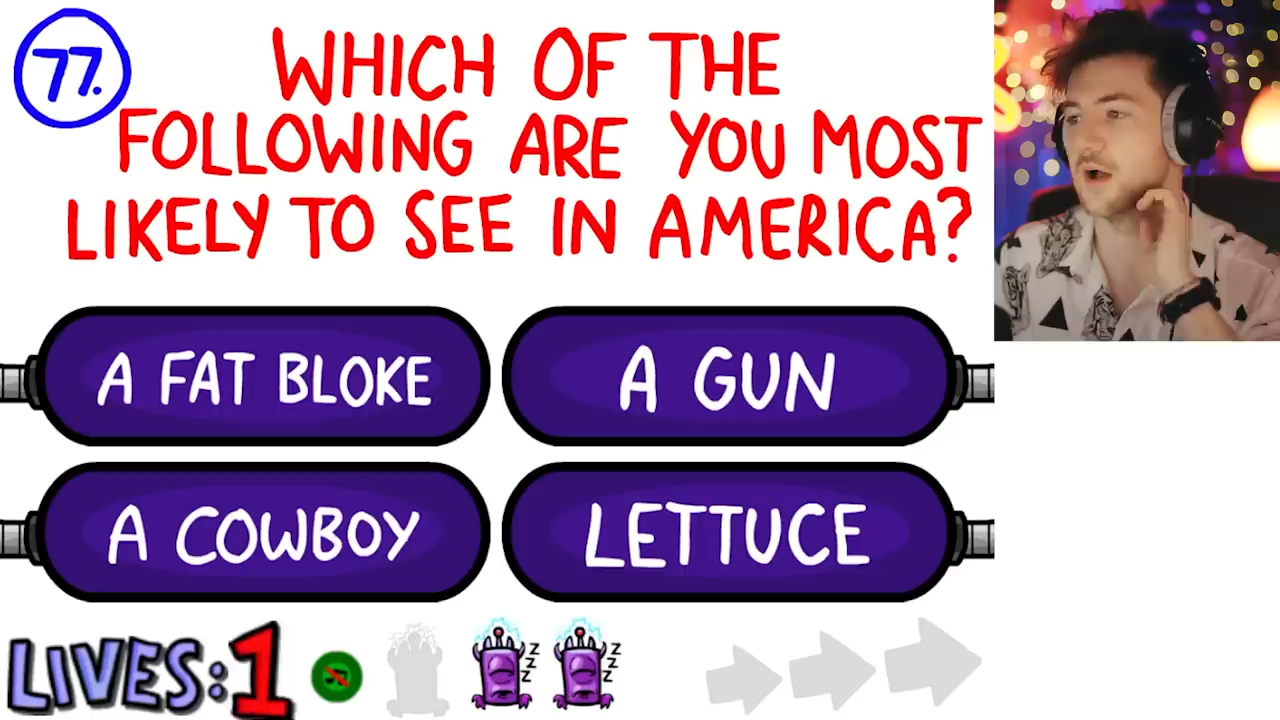 77.
WHICH OF THE
FOLLOWING ARE YOU MOST
LIKELY TO SEE IN AMERICA?
A FAT BLOKE
A GUN
A COWBOY
LETTUCE
LIVES:1
Z
Z
Z
Z
Z
Z